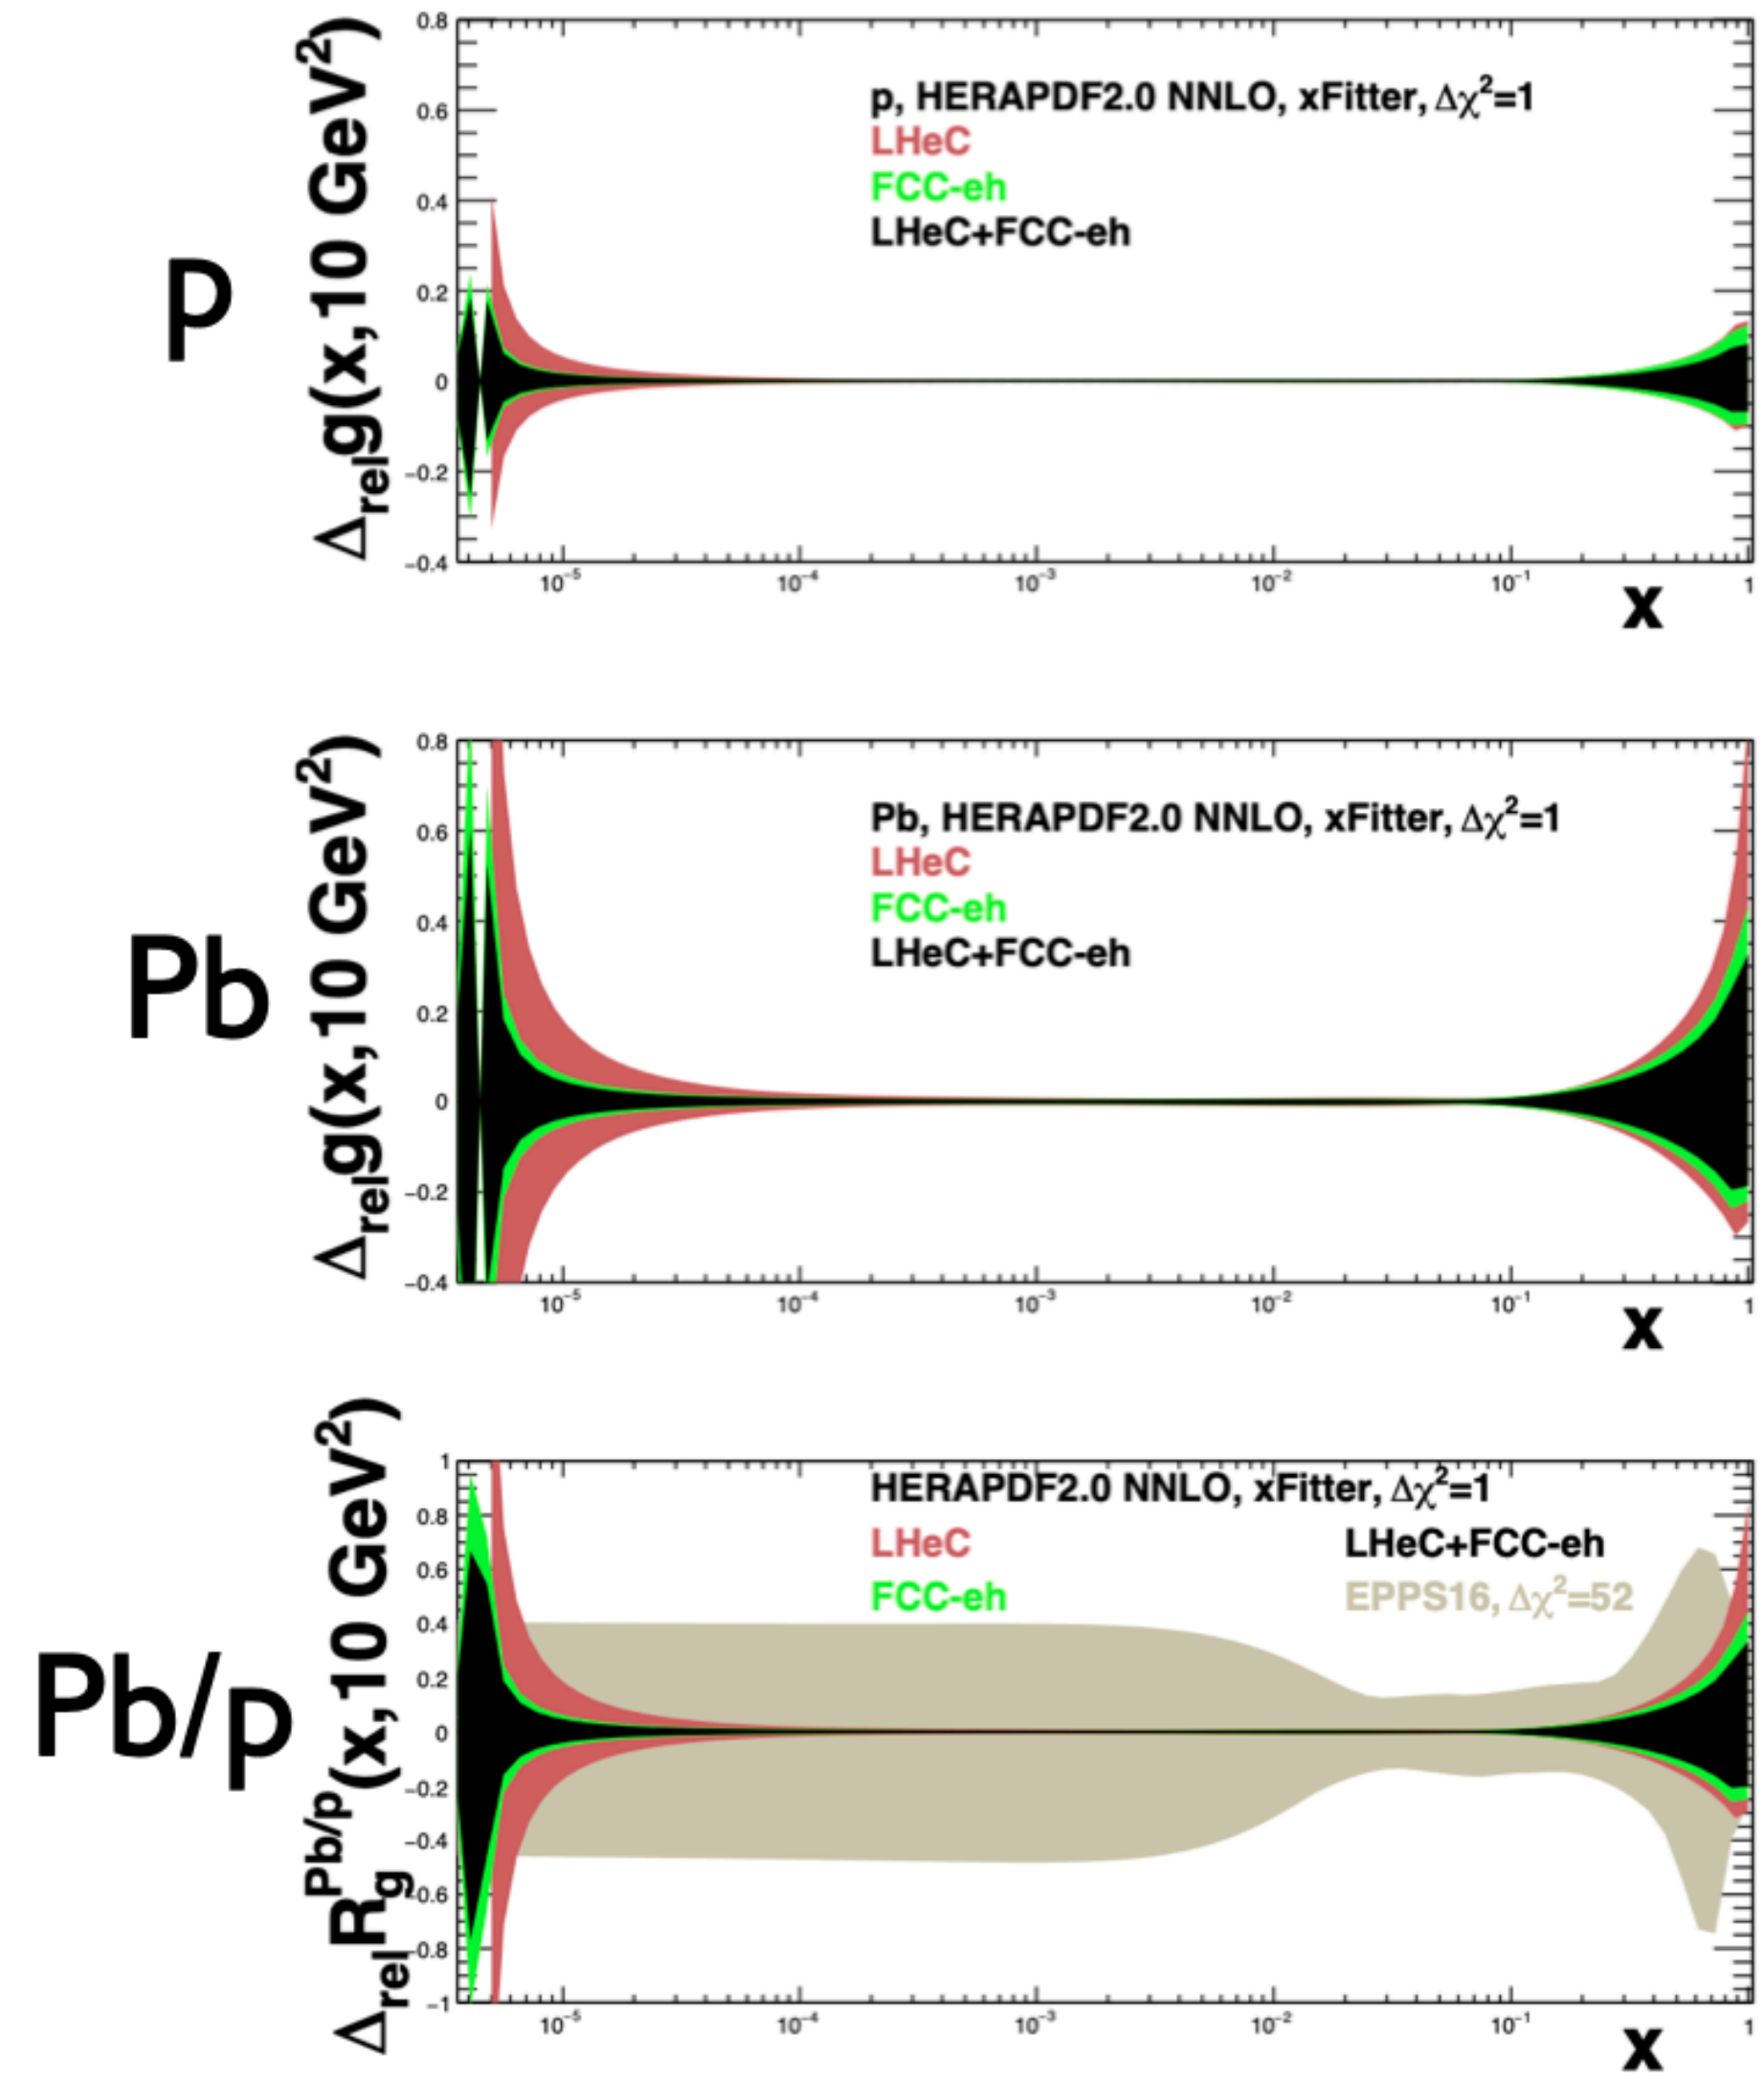 p
Δrelg(x,10 GeV²)
0.8
0.6
0.4
0.2
0
−0.2
−0.4
p, HERAPDF2.0 NNLO, xFitter, Δχ²=1
LHeC
FCC-eh
LHeC+FCC-eh
10⁻⁵ 10⁻⁴ 10⁻³ 10⁻² 10⁻¹ 1
x
Pb
Δrelg(x,10 GeV²)
0.8
0.6
0.4
0.2
0
−0.2
−0.4
Pb, HERAPDF2.0 NNLO, xFitter, Δχ²=1
LHeC
FCC-eh
LHeC+FCC-eh
10⁻⁵ 10⁻⁴ 10⁻³ 10⁻² 10⁻¹ 1
x
Pb/p
ΔrelRgPb/p(x,10 GeV²)
1
0.8
0.6
0.4
0.2
0
−0.2
−0.4
−0.6
−0.8
−1
HERAPDF2.0 NNLO, xFitter, Δχ²=1
LHeC LHeC+FCC-eh
FCC-eh EPPS16, Δχ²=52
10⁻⁵ 10⁻⁴ 10⁻³ 10⁻² 10⁻¹ 1
x